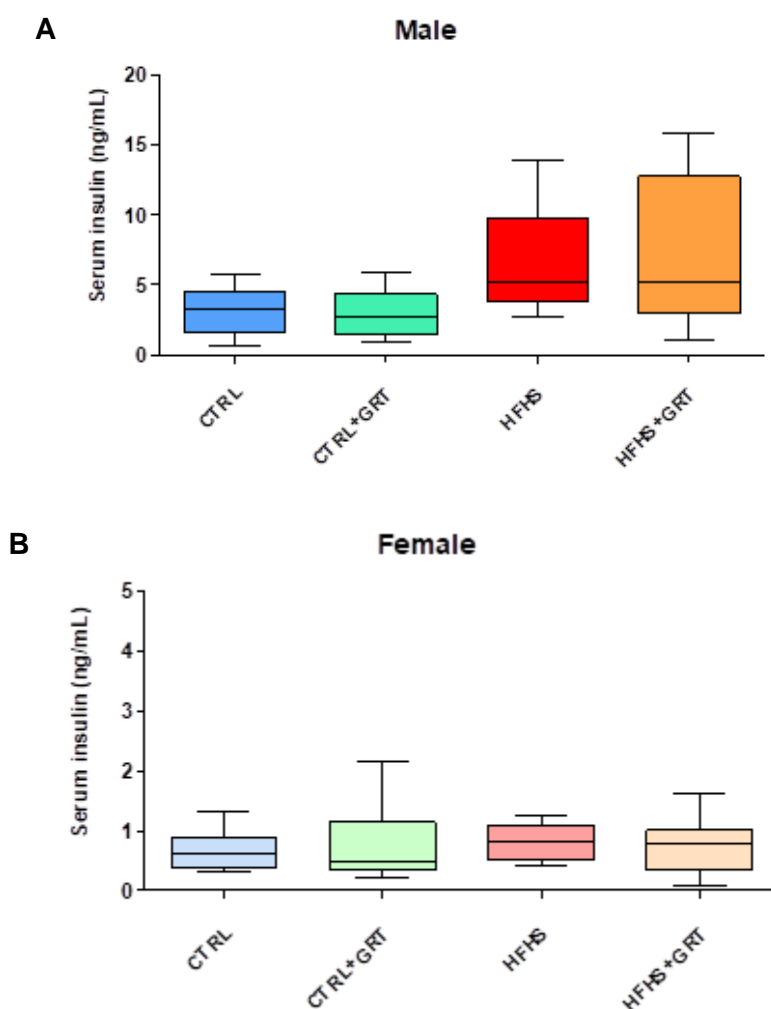 A
Male
Serum insulin (ng/mL)
20
15
10
5
0
CTRL
CTRL+GRT
HFHS
HFHS+GRT
B
Female
Serum insulin (ng/mL)
5
4
3
2
1
0
CTRL
CTRL+GRT
HFHS
HFHS+GRT